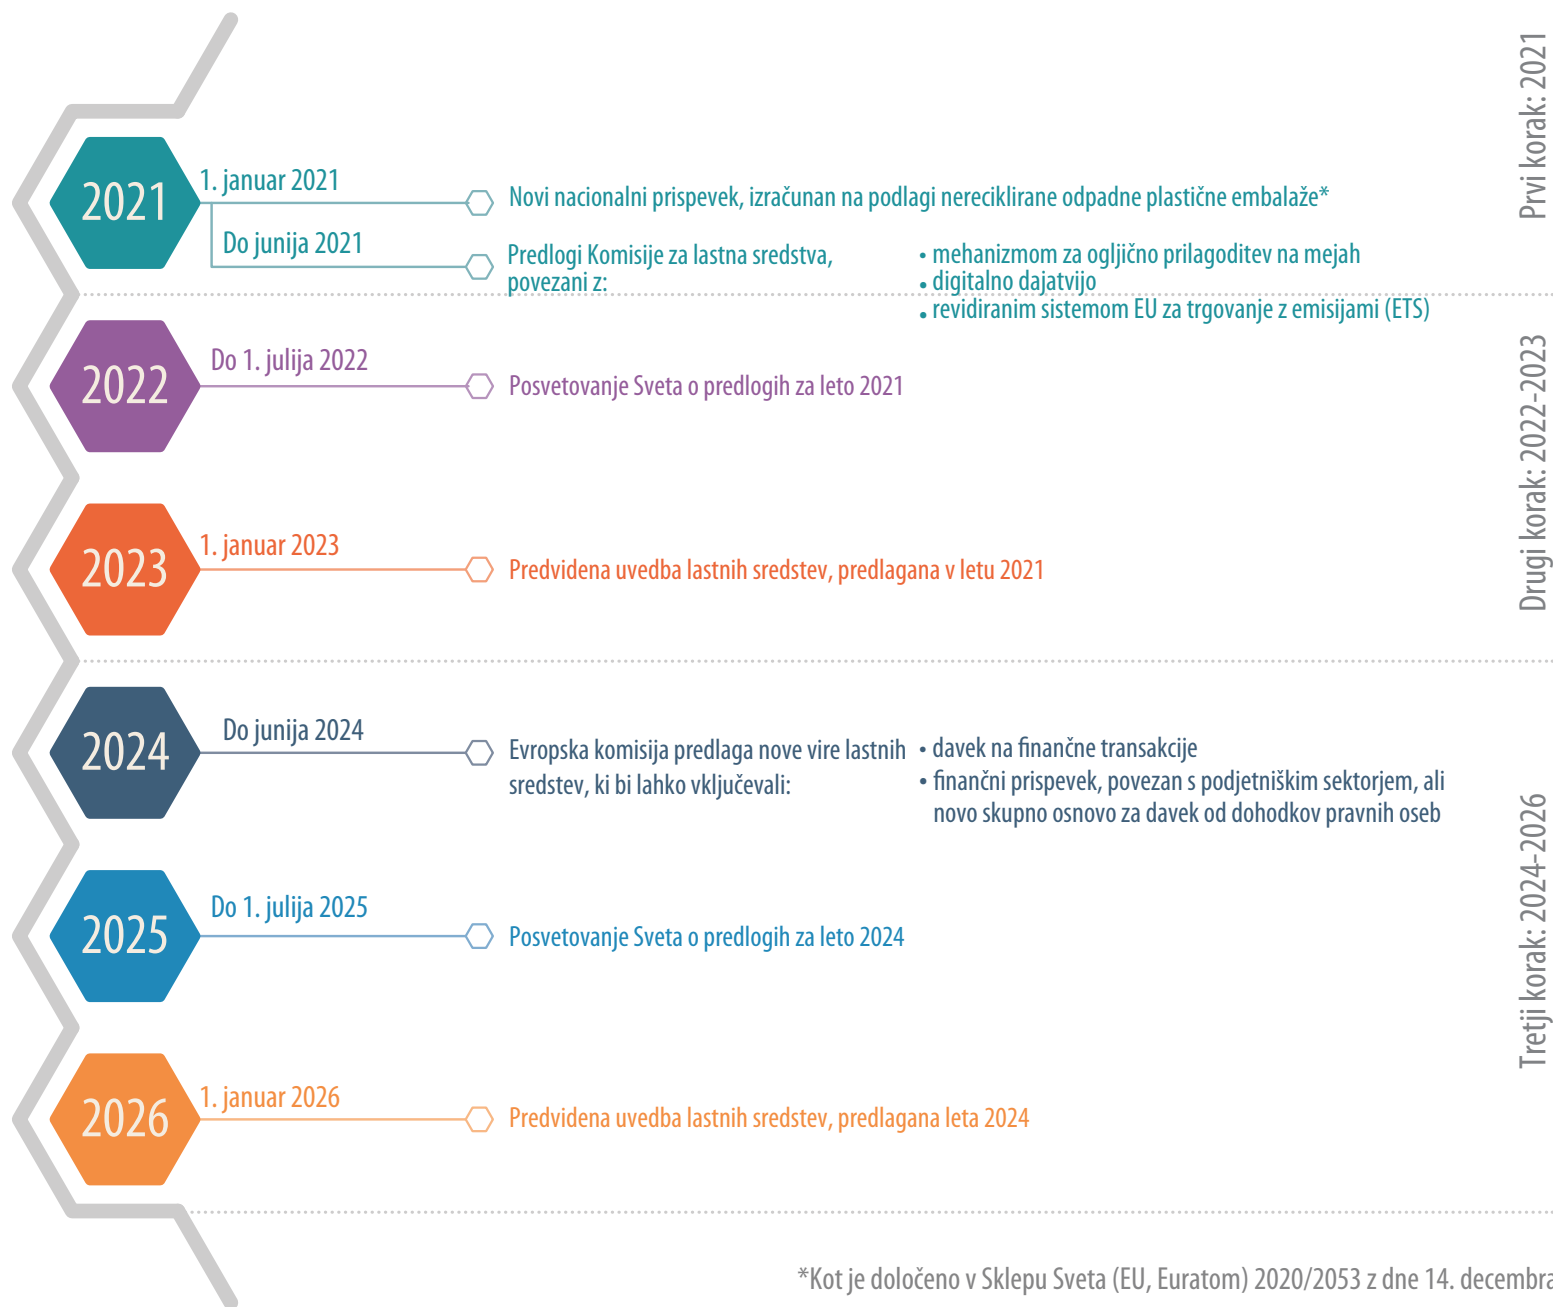 Prvi korak: 2021
2021
1. januar 2021
Novi nacionalni prispevek, izračunan na podlagi nereciklirane odpadne plastične embalaže*
Do junija 2021
Predlogi Komisije za lastna sredstva,
povezani z:
• mehanizmom za ogljično prilagoditev na mejah
• digitalno dajatvijo
• revidiranim sistemom EU za trgovanje z emisijami (ETS)
Drugi korak: 2022-2023
2022
Do 1. julija 2022
Posvetovanje Sveta o predlogih za leto 2021
2023
1. januar 2023
Predvidena uvedba lastnih sredstev, predlagana v letu 2021
Tretji korak: 2024-2026
2024
Do junija 2024
Evropska komisija predlaga nove vire lastnih
sredstev, ki bi lahko vključevali:
• davek na finančne transakcije
• finančni prispevek, povezan s podjetniškim sektorjem, ali
novo skupno osnovo za davek od dohodkov pravnih oseb
2025
Do 1. julija 2025
Posvetovanje Sveta o predlogih za leto 2024
2026
1. januar 2026
Predvidena uvedba lastnih sredstev, predlagana leta 2024
*Kot je določeno v Sklepu Sveta (EU, Euratom) 2020/2053 z dne 14. decembra